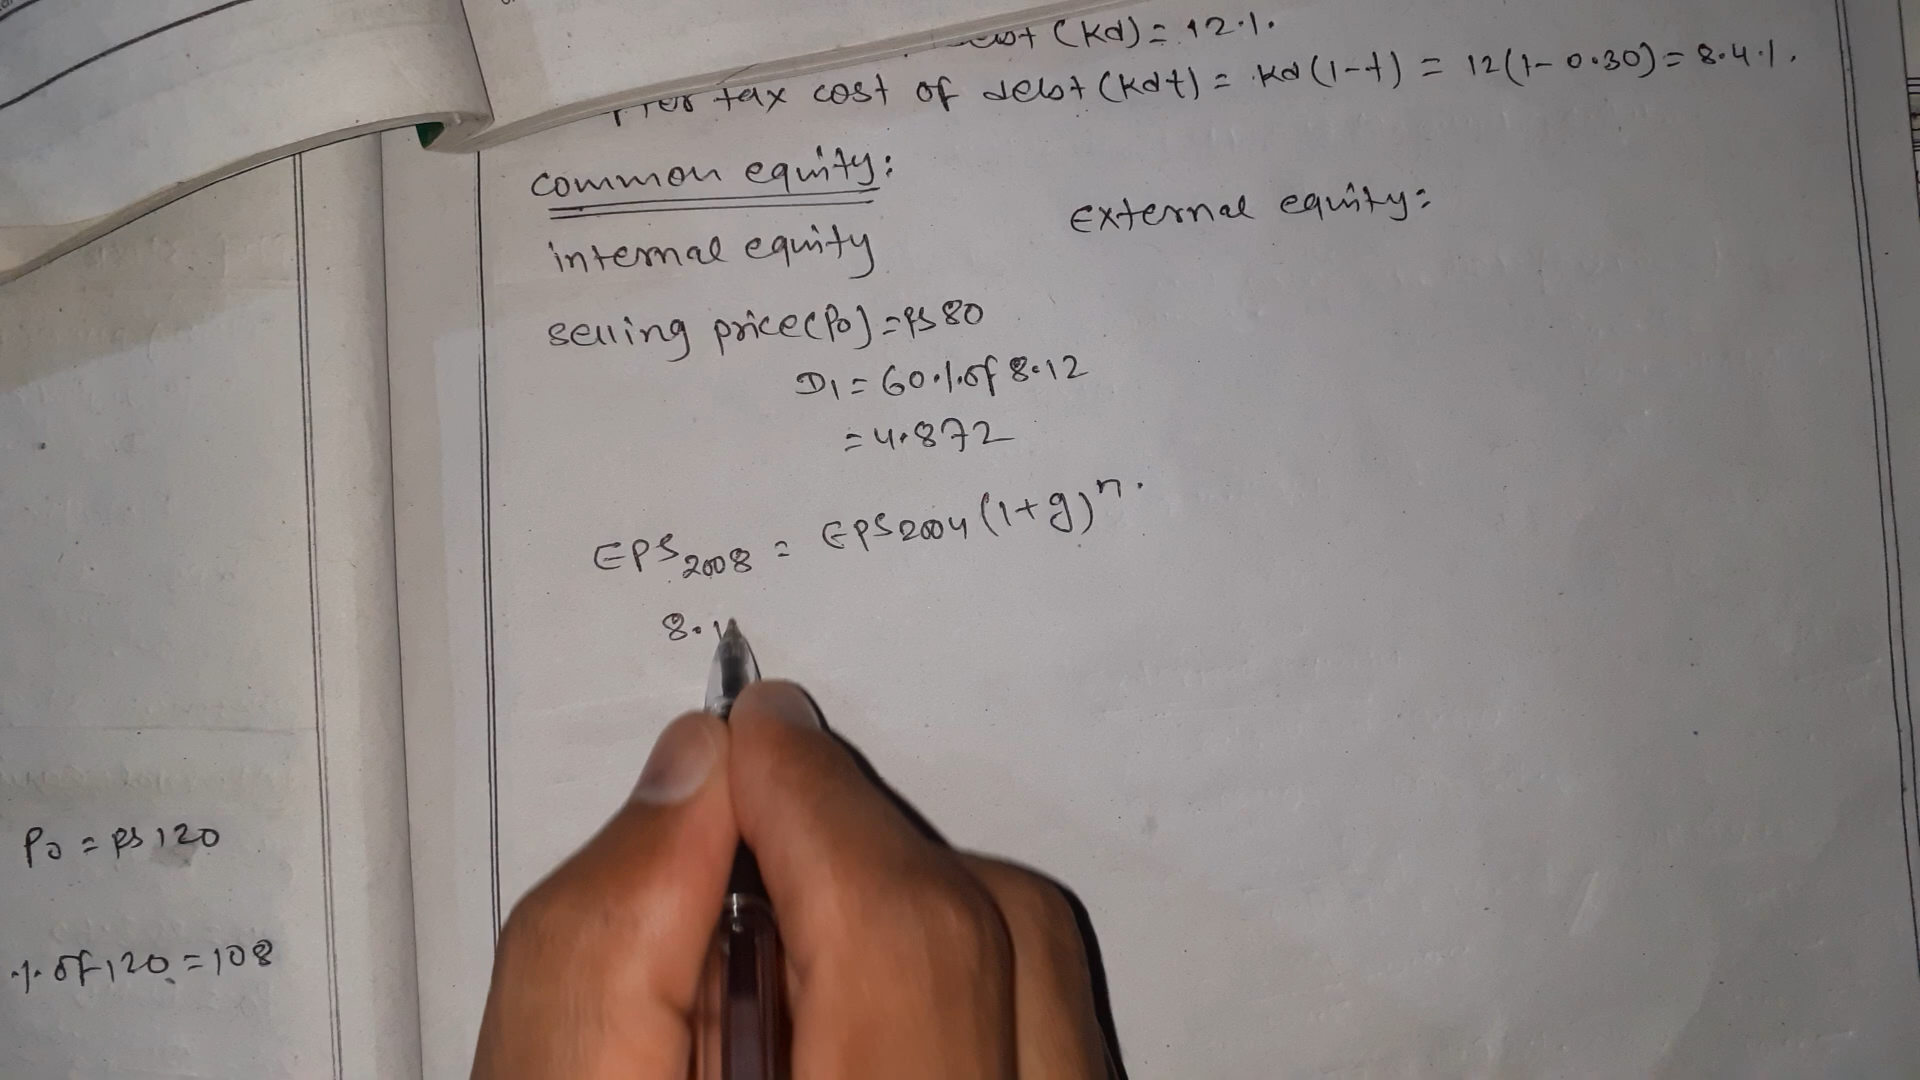 (Kd) = 12%.
tax cost of debt (Kdt) = Kd (1-t) = 12(1-0.30) = 8.4%.
common equity:
internal equity
External equity:
selling price (P0) = Rs 80
D1 = 60% of 8.12
= 4.872
EPS2008 = EPS2004 (1+g)^n.
8.1
P0 = Rs 120
% of 120 = 108